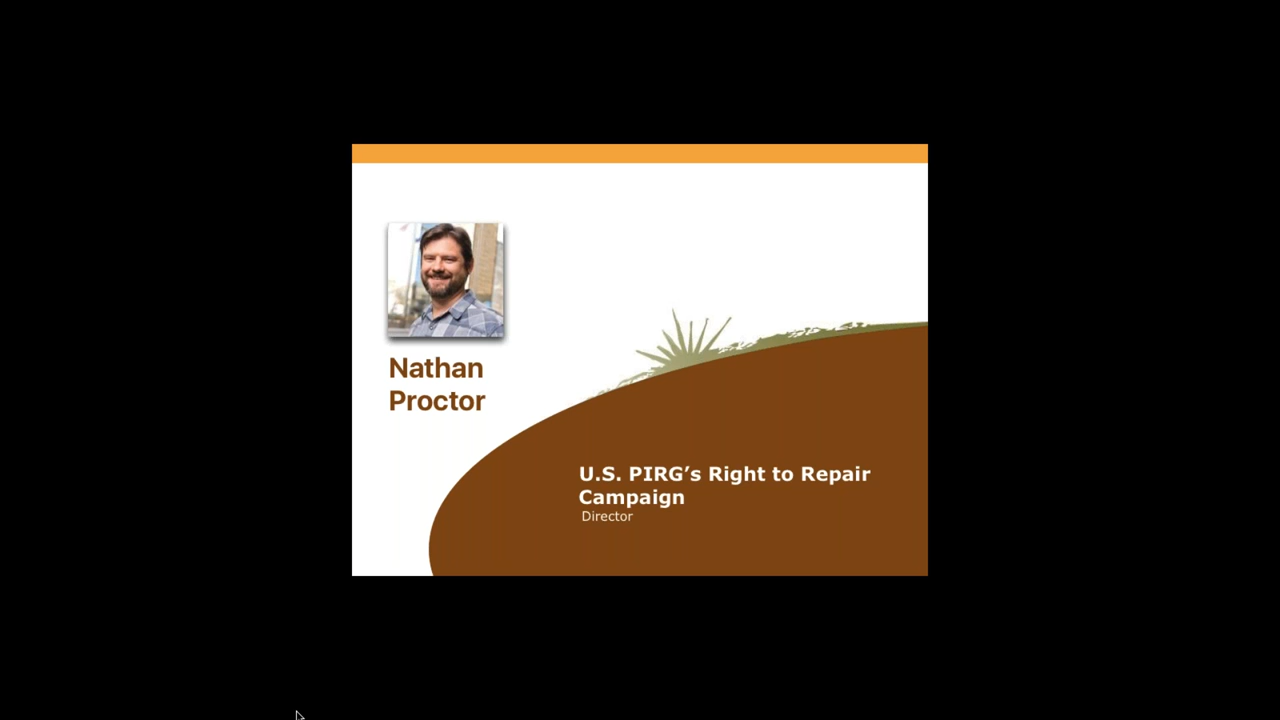 Nathan
Proctor
U.S. PIRG’s Right to Repair
Campaign
Director